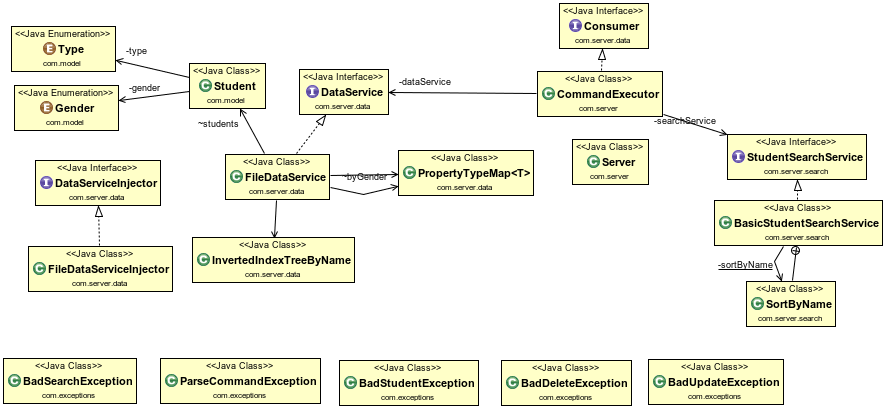 <<Java Interface>>
Consumer
com.server.data
<<Java Enumeration>>
Type
com.model
-type
<<Java Class>>
Student
com.model
<<Java Interface>>
DataService
com.server.data
-dataService
<<Java Class>>
CommandExecutor
com.server
<<Java Enumeration>>
Gender
com.model
-gender
~students
-searchService
<<Java Interface>>
StudentSearchService
com.server.search
<<Java Class>>
Server
com.server
<<Java Interface>>
DataServiceInjector
com.server.data
<<Java Class>>
FileDataService
com.server.data
~byGender
<<Java Class>>
PropertyTypeMap<T>
com.server.data
<<Java Class>>
BasicStudentSearchService
com.server.search
<<Java Class>>
FileDataServiceInjector
com.server.data
<<Java Class>>
InvertedIndexTreeByName
com.server.data
-sortByName
<<Java Class>>
SortByName
com.server.search
<<Java Class>>
BadSearchException
com.exceptions
<<Java Class>>
ParseCommandException
com.exceptions
<<Java Class>>
BadStudentException
com.exceptions
<<Java Class>>
BadDeleteException
com.exceptions
<<Java Class>>
BadUpdateException
com.exceptions